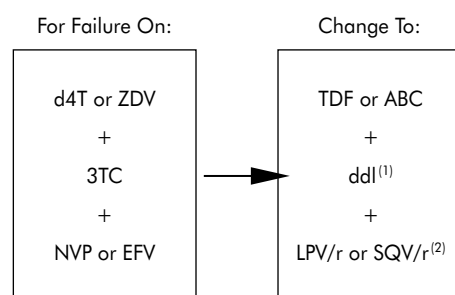 For Failure On:
d4T or ZDV
+
3TC
+
NVP or EFV
Change To:
TDF or ABC
+
ddl(1)
+
LPV/r or SQV/r(2)